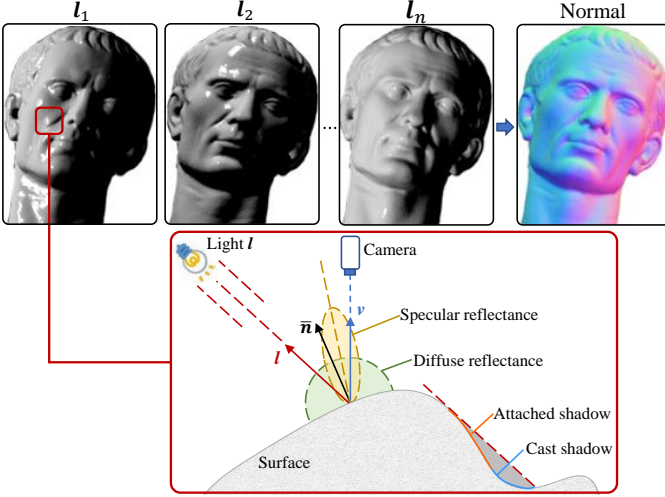 l₁ l₂ lₙ Normal
...
Light l
Camera
v
n̅
Specular reflectance
l
Diffuse reflectance
Attached shadow
Cast shadow
Surface